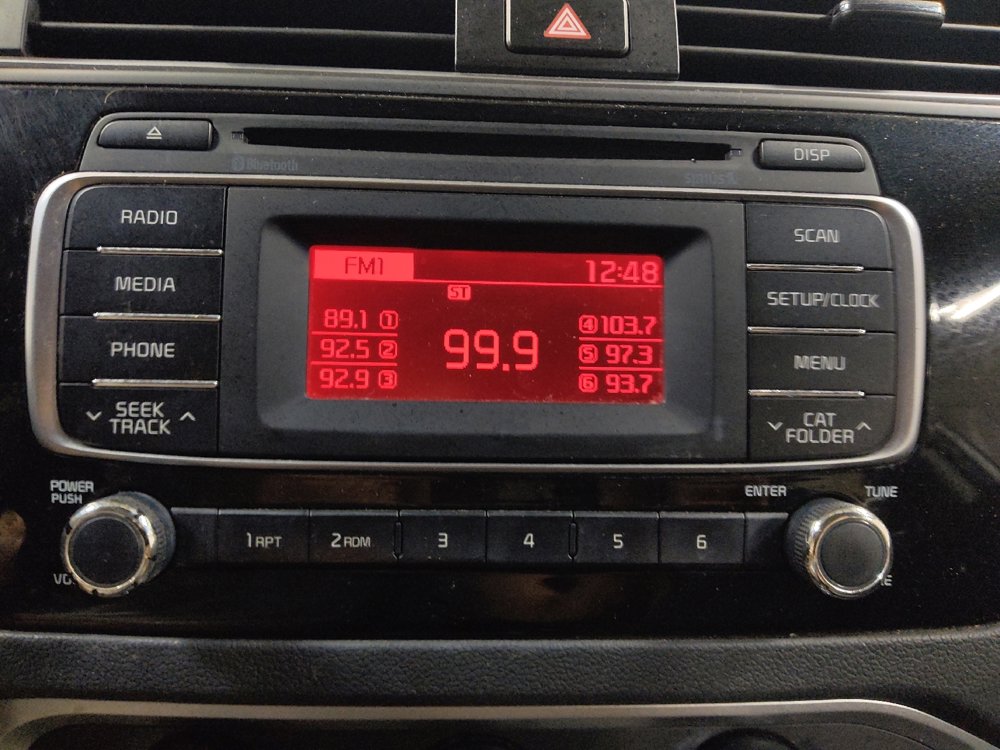 Bluetooth
DISP
RADIO
MEDIA
PHONE
SEEK
TRACK
FM1
12:48
ST
89.1 1
92.5 2
92.9 3
99.9
4 103.7
5 97.3
6 93.7
SCAN
SETUP/CLOCK
MENU
CAT
FOLDER
POWER
PUSH
ENTER
TUNE
1 RPT
2 RDM
3
4
5
6